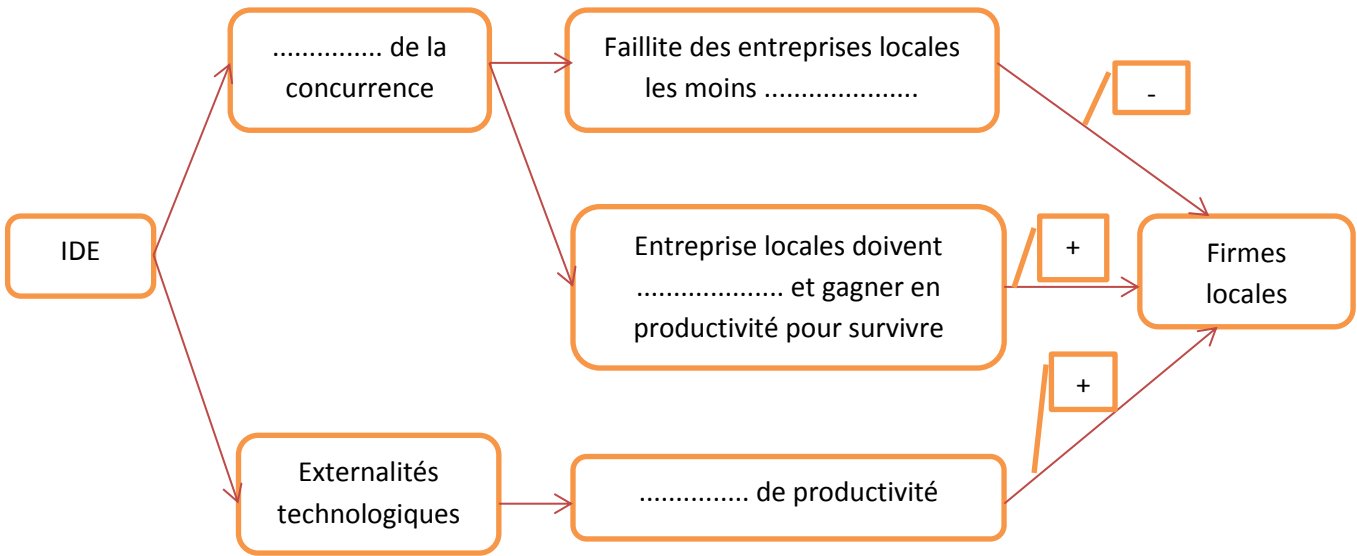 ............... de la
concurrence
Faillite des entreprises locales
les moins .....................
-
IDE
Entreprise locales doivent
.................... et gagner en
productivité pour survivre
+
Firmes
locales
+
Externalités
technologiques
............... de productivité